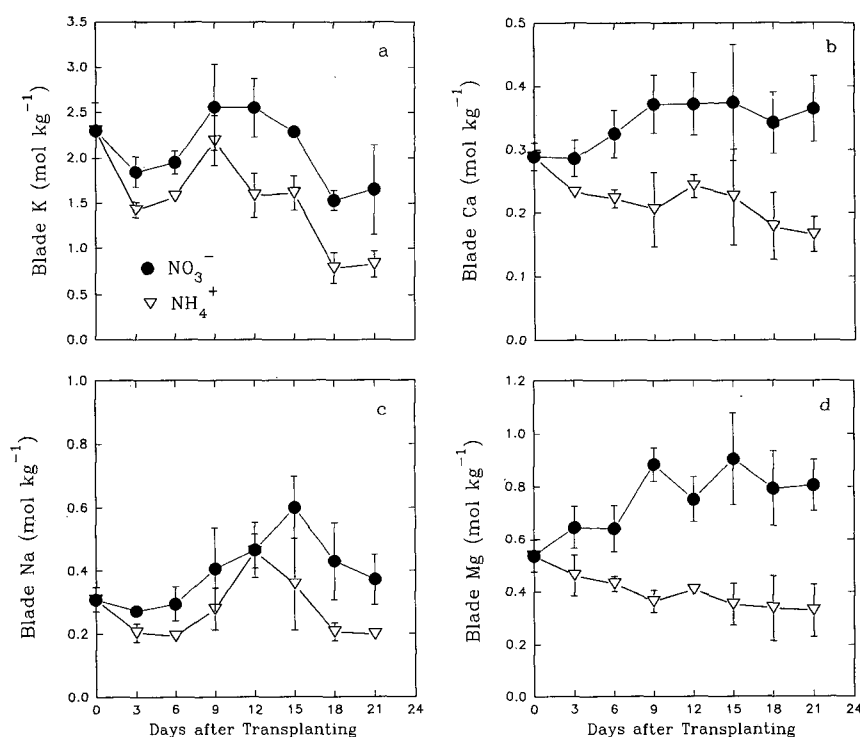 3.5
3.0
2.5
2.0
1.5
1.0
0.5
0.0
Blade K (mol kg⁻¹)
a
NO₃⁻
NH₄⁺
0.5
0.4
0.3
0.2
0.1
0.0
Blade Ca (mol kg⁻¹)
b
1.0
0.8
0.6
0.4
0.2
0.0
Blade Na (mol kg⁻¹)
c
0 3 6 9 12 15 18 21 24
Days after Transplanting
1.2
1.0
0.8
0.6
0.4
0.2
0.0
Blade Mg (mol kg⁻¹)
d
0 3 6 9 12 15 18 21 24
Days after Transplanting